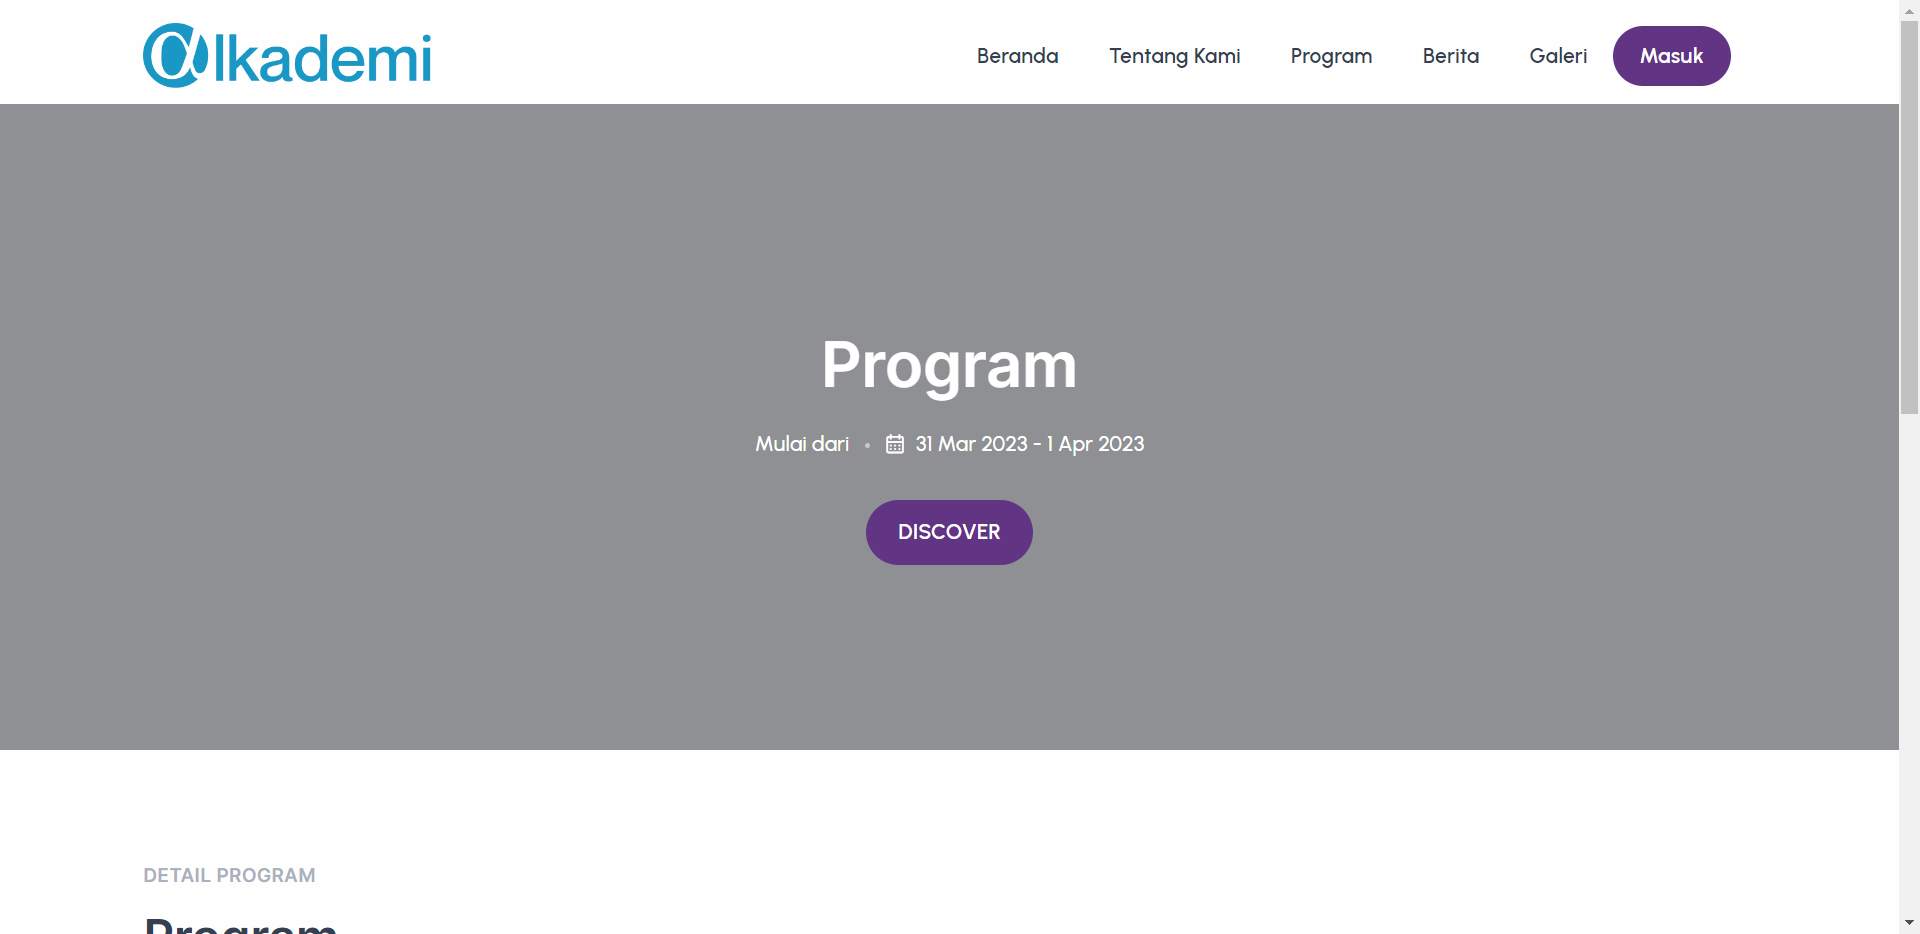 @lkademi
Beranda
Tentang Kami
Program
Berita
Galeri
Masuk
Program
Mulai dari • 31 Mar 2023 - 1 Apr 2023
DISCOVER
DETAIL PROGRAM
Program